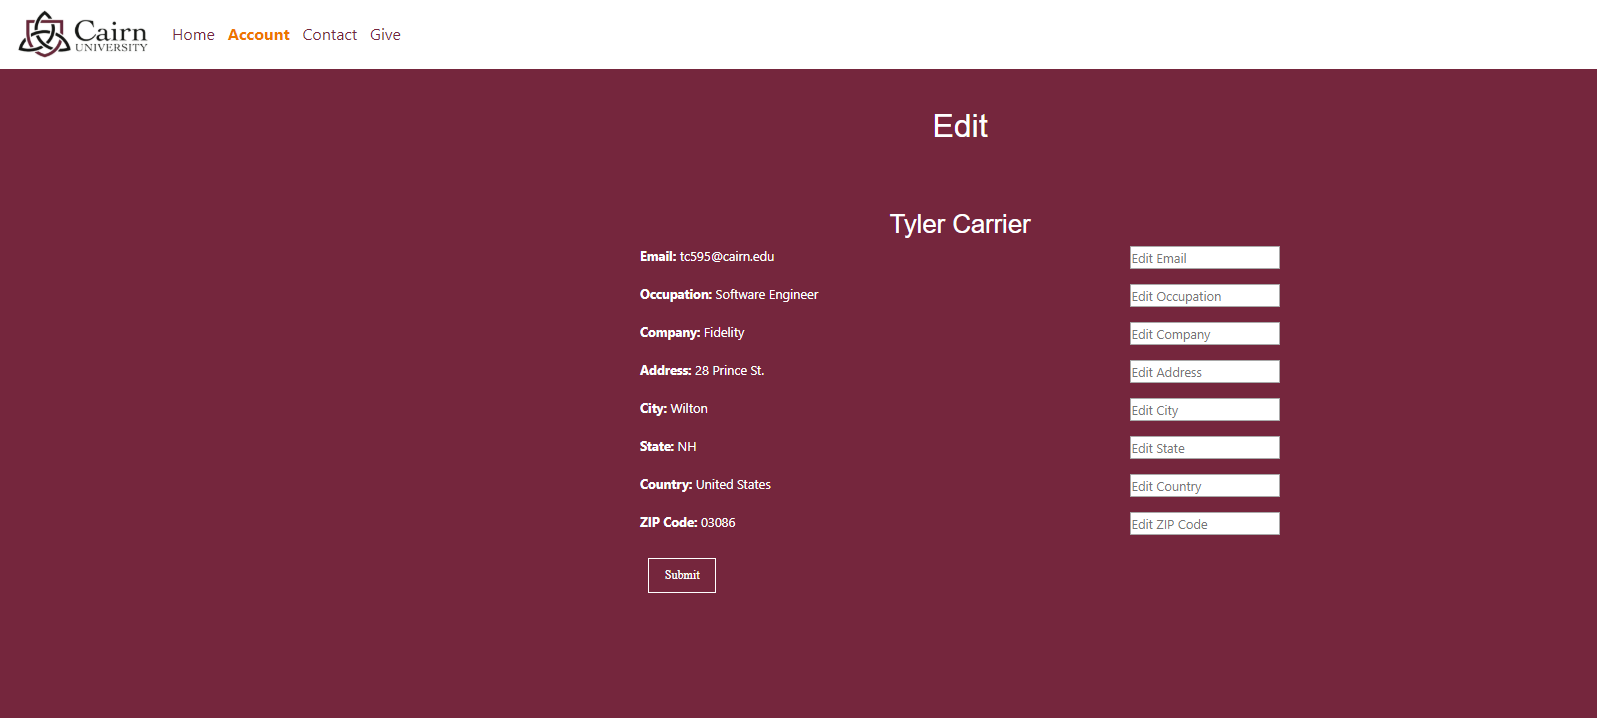 Cairn
UNIVERSITY
Home Account Contact Give
Edit
Tyler Carrier
Email: tc595@cairn.edu Edit Email
Occupation: Software Engineer Edit Occupation
Company: Fidelity Edit Company
Address: 28 Prince St. Edit Address
City: Wilton Edit City
State: NH Edit State
Country: United States Edit Country
ZIP Code: 03086 Edit ZIP Code
Submit